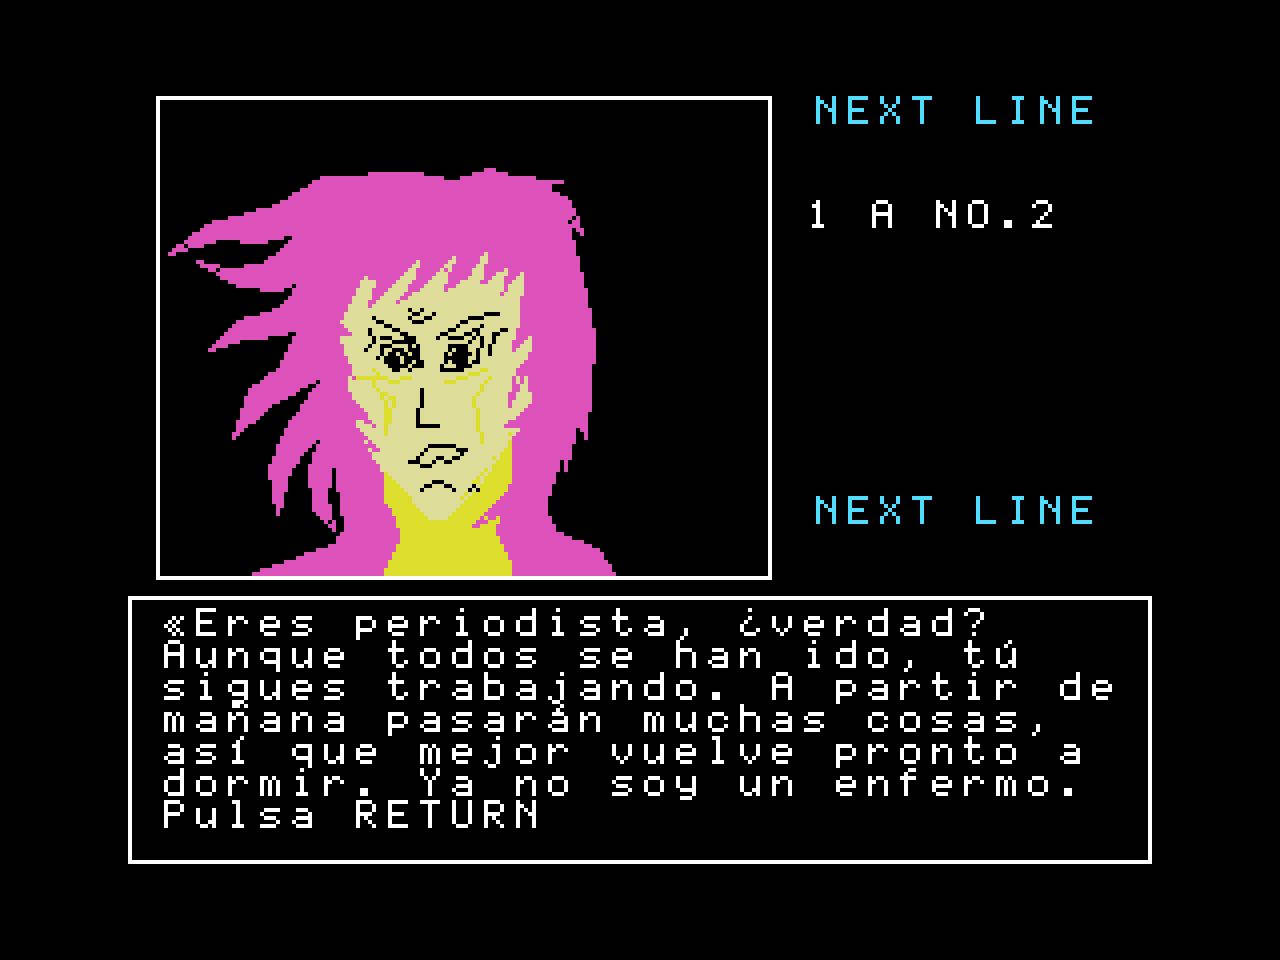 NEXT LINE
1 A NO.2
NEXT LINE
«Eres periodista, ¿verdad?
Aunque todos se han ido, tú
sigues trabajando. A partir de
mañana pasarán muchas cosas,
así que mejor vuelve pronto a
dormir. Ya no soy un enfermo.
Pulsa RETURN